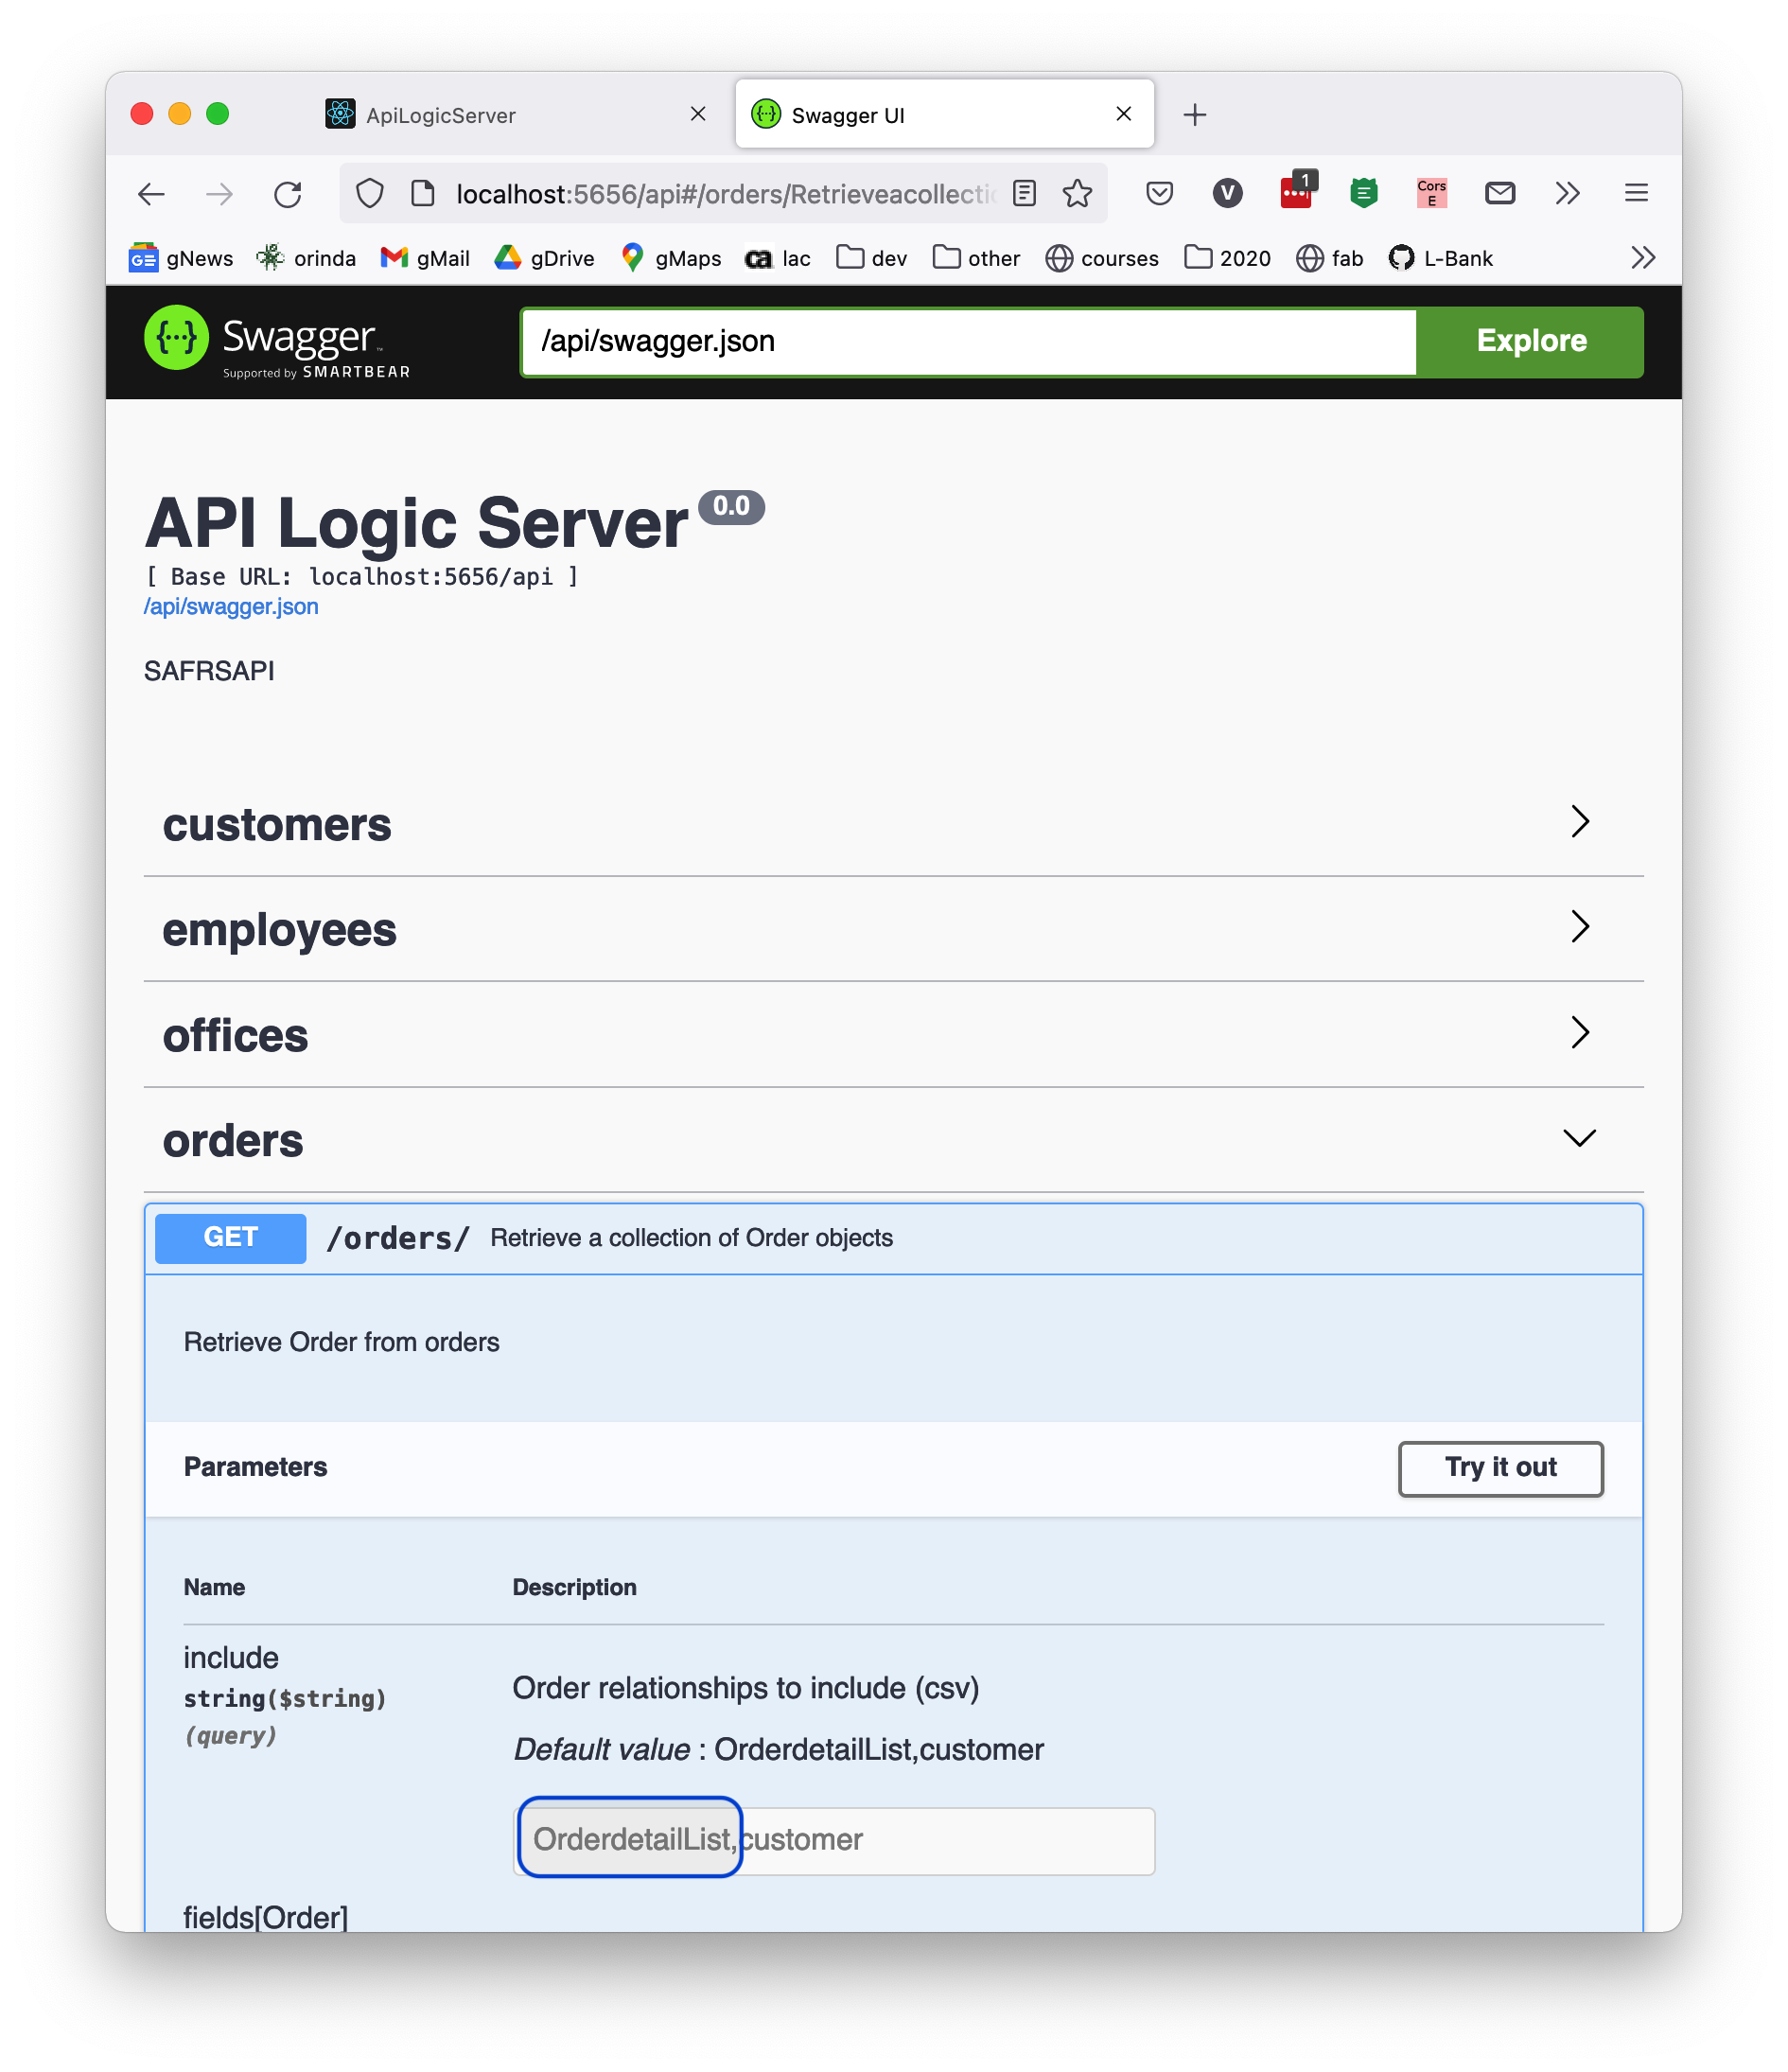 ApiLogicServer
Swagger UI
localhost:5656/api#/orders/Retrieveacollectio
V
1
Cors
E
gNews
orinda
gMail
gDrive
gMaps
ca lac
dev
other
courses
2020
fab
L-Bank
{···} Swagger™
Supported by SMARTBEAR
/api/swagger.json
Explore
API Logic Server 0.0
[ Base URL: localhost:5656/api ]
/api/swagger.json
SAFRSAPI
customers
employees
offices
orders
GET /orders/ Retrieve a collection of Order objects
Retrieve Order from orders
Parameters
Try it out
Name Description
include
string($string)
(query)
Order relationships to include (csv)
Default value : OrderdetailList,customer
OrderdetailList,customer
fields[Order]